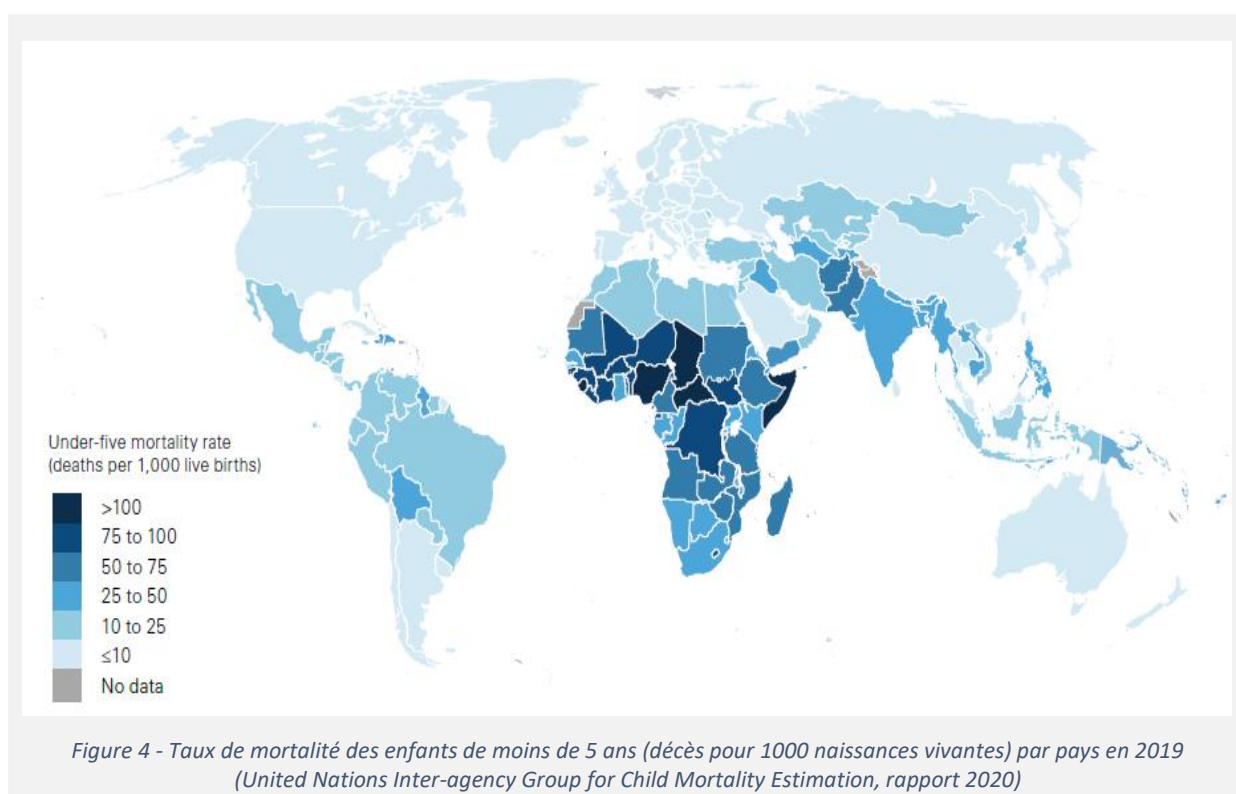 Under-five mortality rate
(deaths per 1,000 live births)
>100
75 to 100
50 to 75
25 to 50
10 to 25
≤10
No data
Figure 4 - Taux de mortalité des enfants de moins de 5 ans (décès pour 1000 naissances vivantes) par pays en 2019
(United Nations Inter-agency Group for Child Mortality Estimation, rapport 2020)